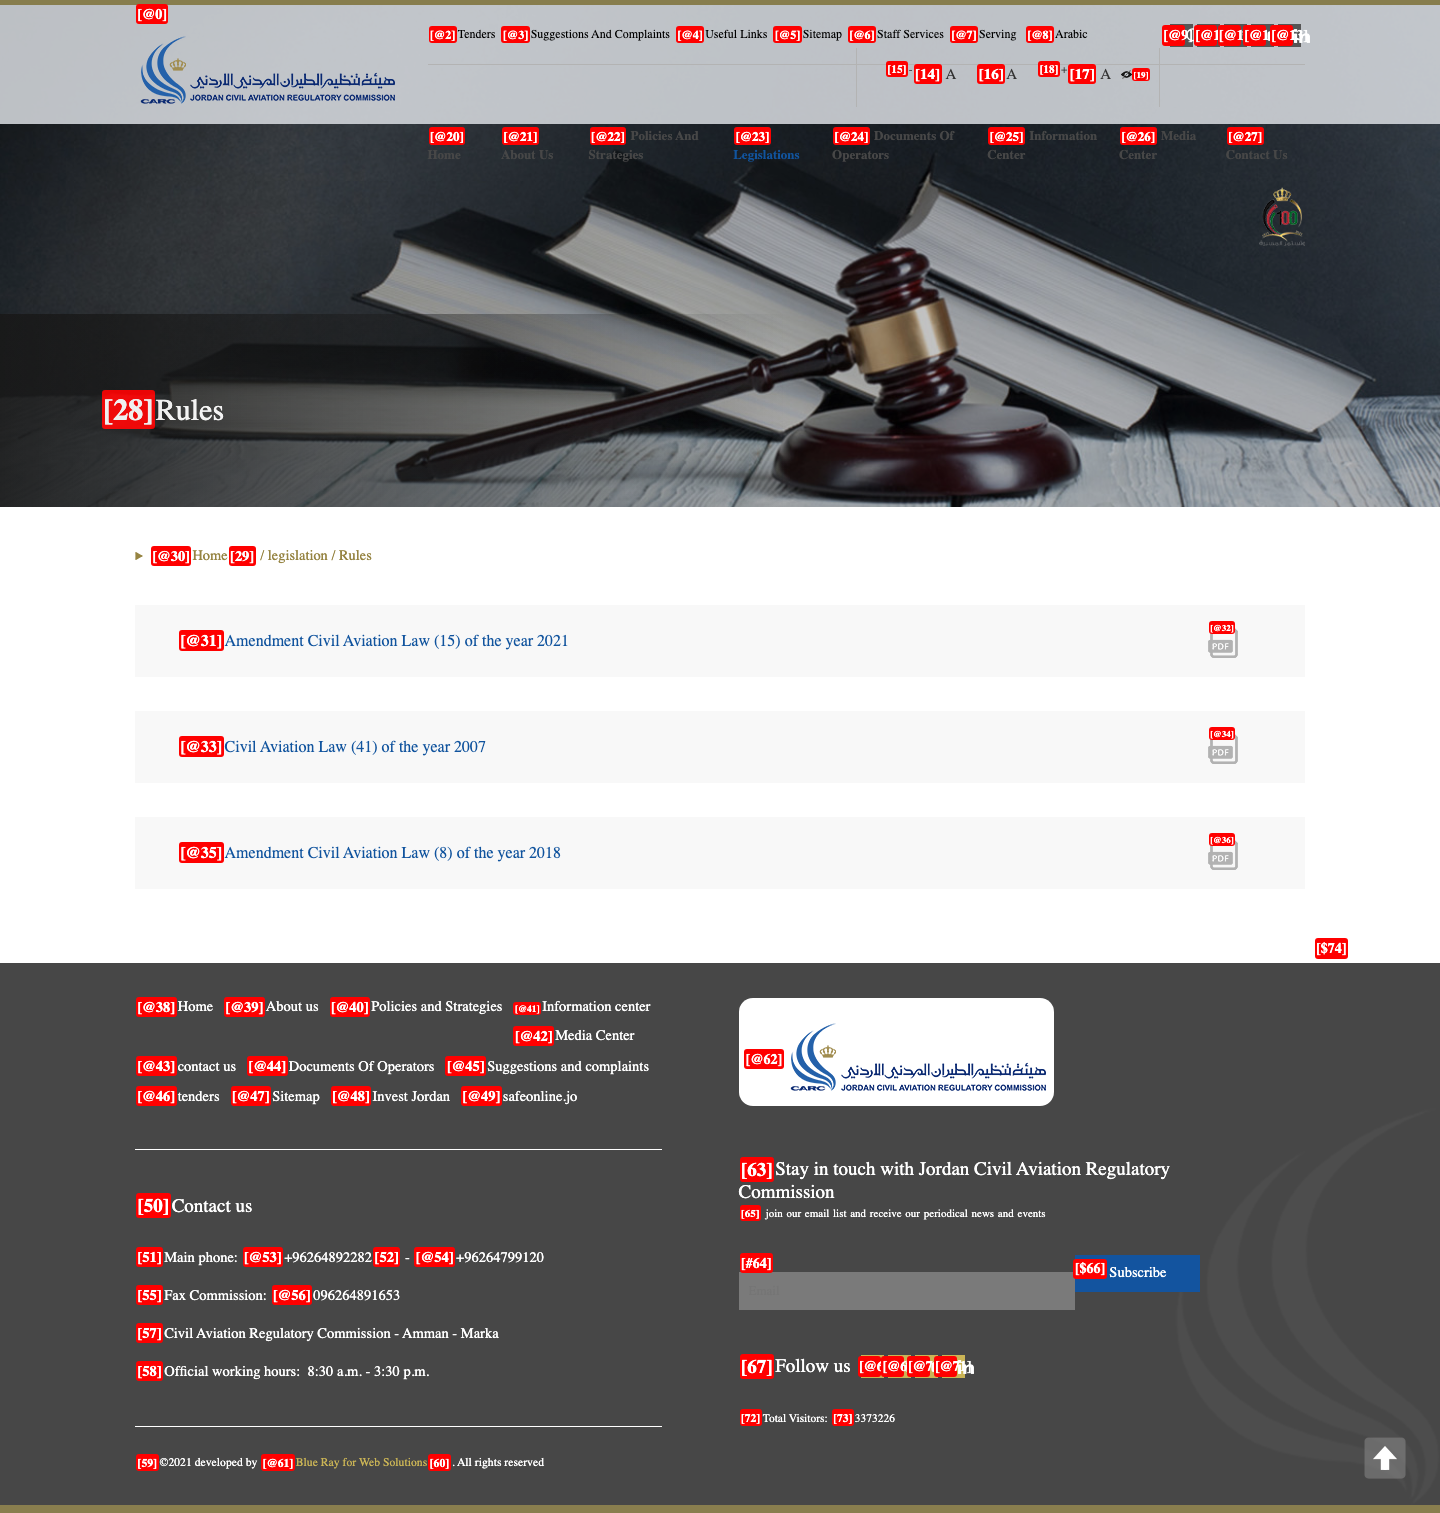 [@0]
[@2] Tenders [@3] Suggestions And Complaints [@4] Useful Links [@5] Sitemap [@6] Staff Services [@7] Serving [@8] Arabic
هيئة تنظيم الطيران المدني الأردني
CARC JORDAN CIVIL AVIATION REGULATORY COMMISSION
[15] - [14] A [16] A [18] + [17] A [19]
[@20] Home
[@21] About Us
[@22] Policies And Strategies
[@23] Legislations
[@24] Documents Of Operators
[@25] Information Center
[@26] Media Center
[@27] Contact Us
100
[28] Rules
[@30] Home [29] / legislation / Rules
[@31] Amendment Civil Aviation Law (15) of the year 2021 [@32] PDF
[@33] Civil Aviation Law (41) of the year 2007 [@34] PDF
[@35] Amendment Civil Aviation Law (8) of the year 2018 [@36] PDF
[$74]
[@38] Home [@39] About us [@40] Policies and Strategies [@41] Information center
[@42] Media Center
[@43] contact us [@44] Documents Of Operators [@45] Suggestions and complaints
[@46] tenders [@47] Sitemap [@48] Invest Jordan [@49] safeonline.jo
[50] Contact us
[51] Main phone: [@53] +96264892282 [52] - [@54] +96264799120
[55] Fax Commission: [@56] 096264891653
[57] Civil Aviation Regulatory Commission - Amman - Marka
[58] Official working hours: 8:30 a.m. - 3:30 p.m.
[59] ©2021 developed by [@61] Blue Ray for Web Solutions [60] . All rights reserved
[@62]
هيئة تنظيم الطيران المدني الأردني
CARC JORDAN CIVIL AVIATION REGULATORY COMMISSION
[63] Stay in touch with Jordan Civil Aviation Regulatory
Commission
[65] join our email list and receive our periodical news and events
[#64]
Email
[$66] Subscribe
[67] Follow us
[72] Total Visitors: [73] 3373226